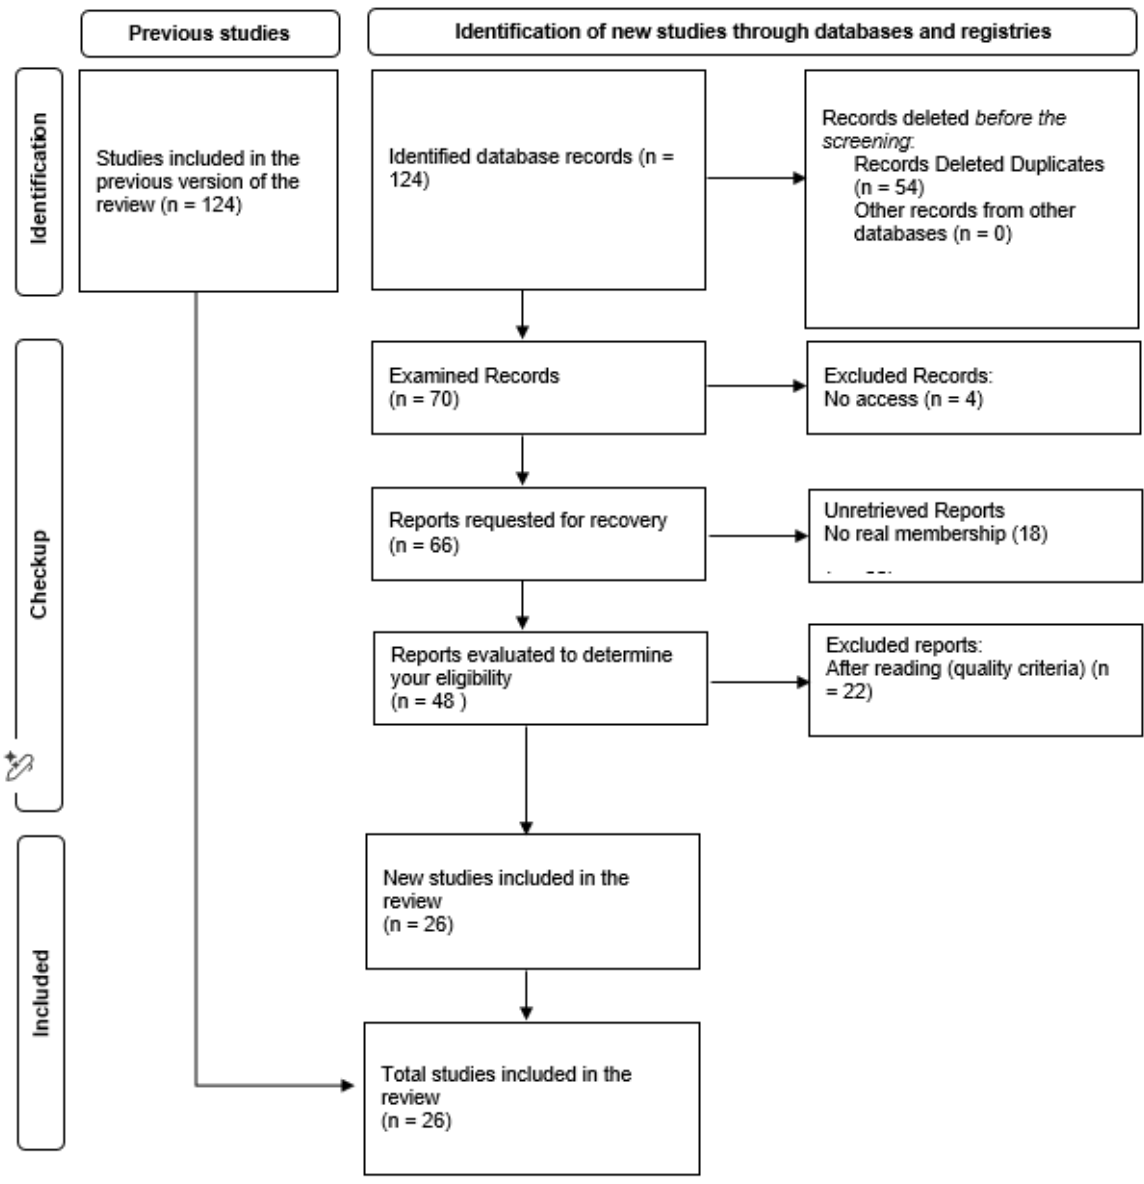 Previous studies
Identification of new studies through databases and registries
Identification
Studies included in the
previous version of the
review (n = 124)
Identified database records (n =
124)
Records deleted before the
screening:
Records Deleted Duplicates
(n = 54)
Other records from other
databases (n = 0)
Checkup
Examined Records
(n = 70)
Excluded Records:
No access (n = 4)
Reports requested for recovery
(n = 66)
Unretrieved Reports
No real membership (18)
Reports evaluated to determine
your eligibility
(n = 48 )
Excluded reports:
After reading (quality criteria) (n
= 22)
Included
New studies included in the
review
(n = 26)
Total studies included in the
review
(n = 26)